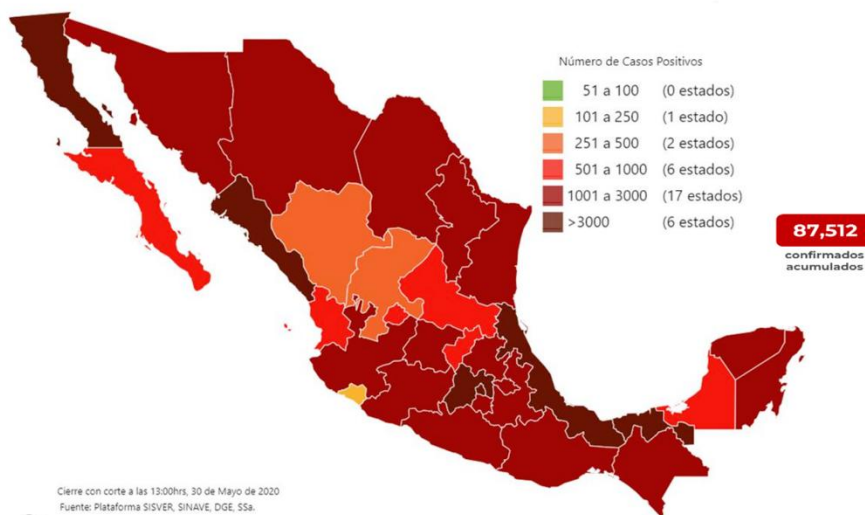 Número de Casos Positivos
51 a 100 (0 estados)
101 a 250 (1 estado)
251 a 500 (2 estados)
501 a 1000 (6 estados)
1001 a 3000 (17 estados)
>3000 (6 estados)
87,512
confirmados
acumulados
Cierre con corte a las 13:00hrs, 30 de Mayo de 2020
Fuente: Plataforma SISVER, SINAVE, DGE, SSa.